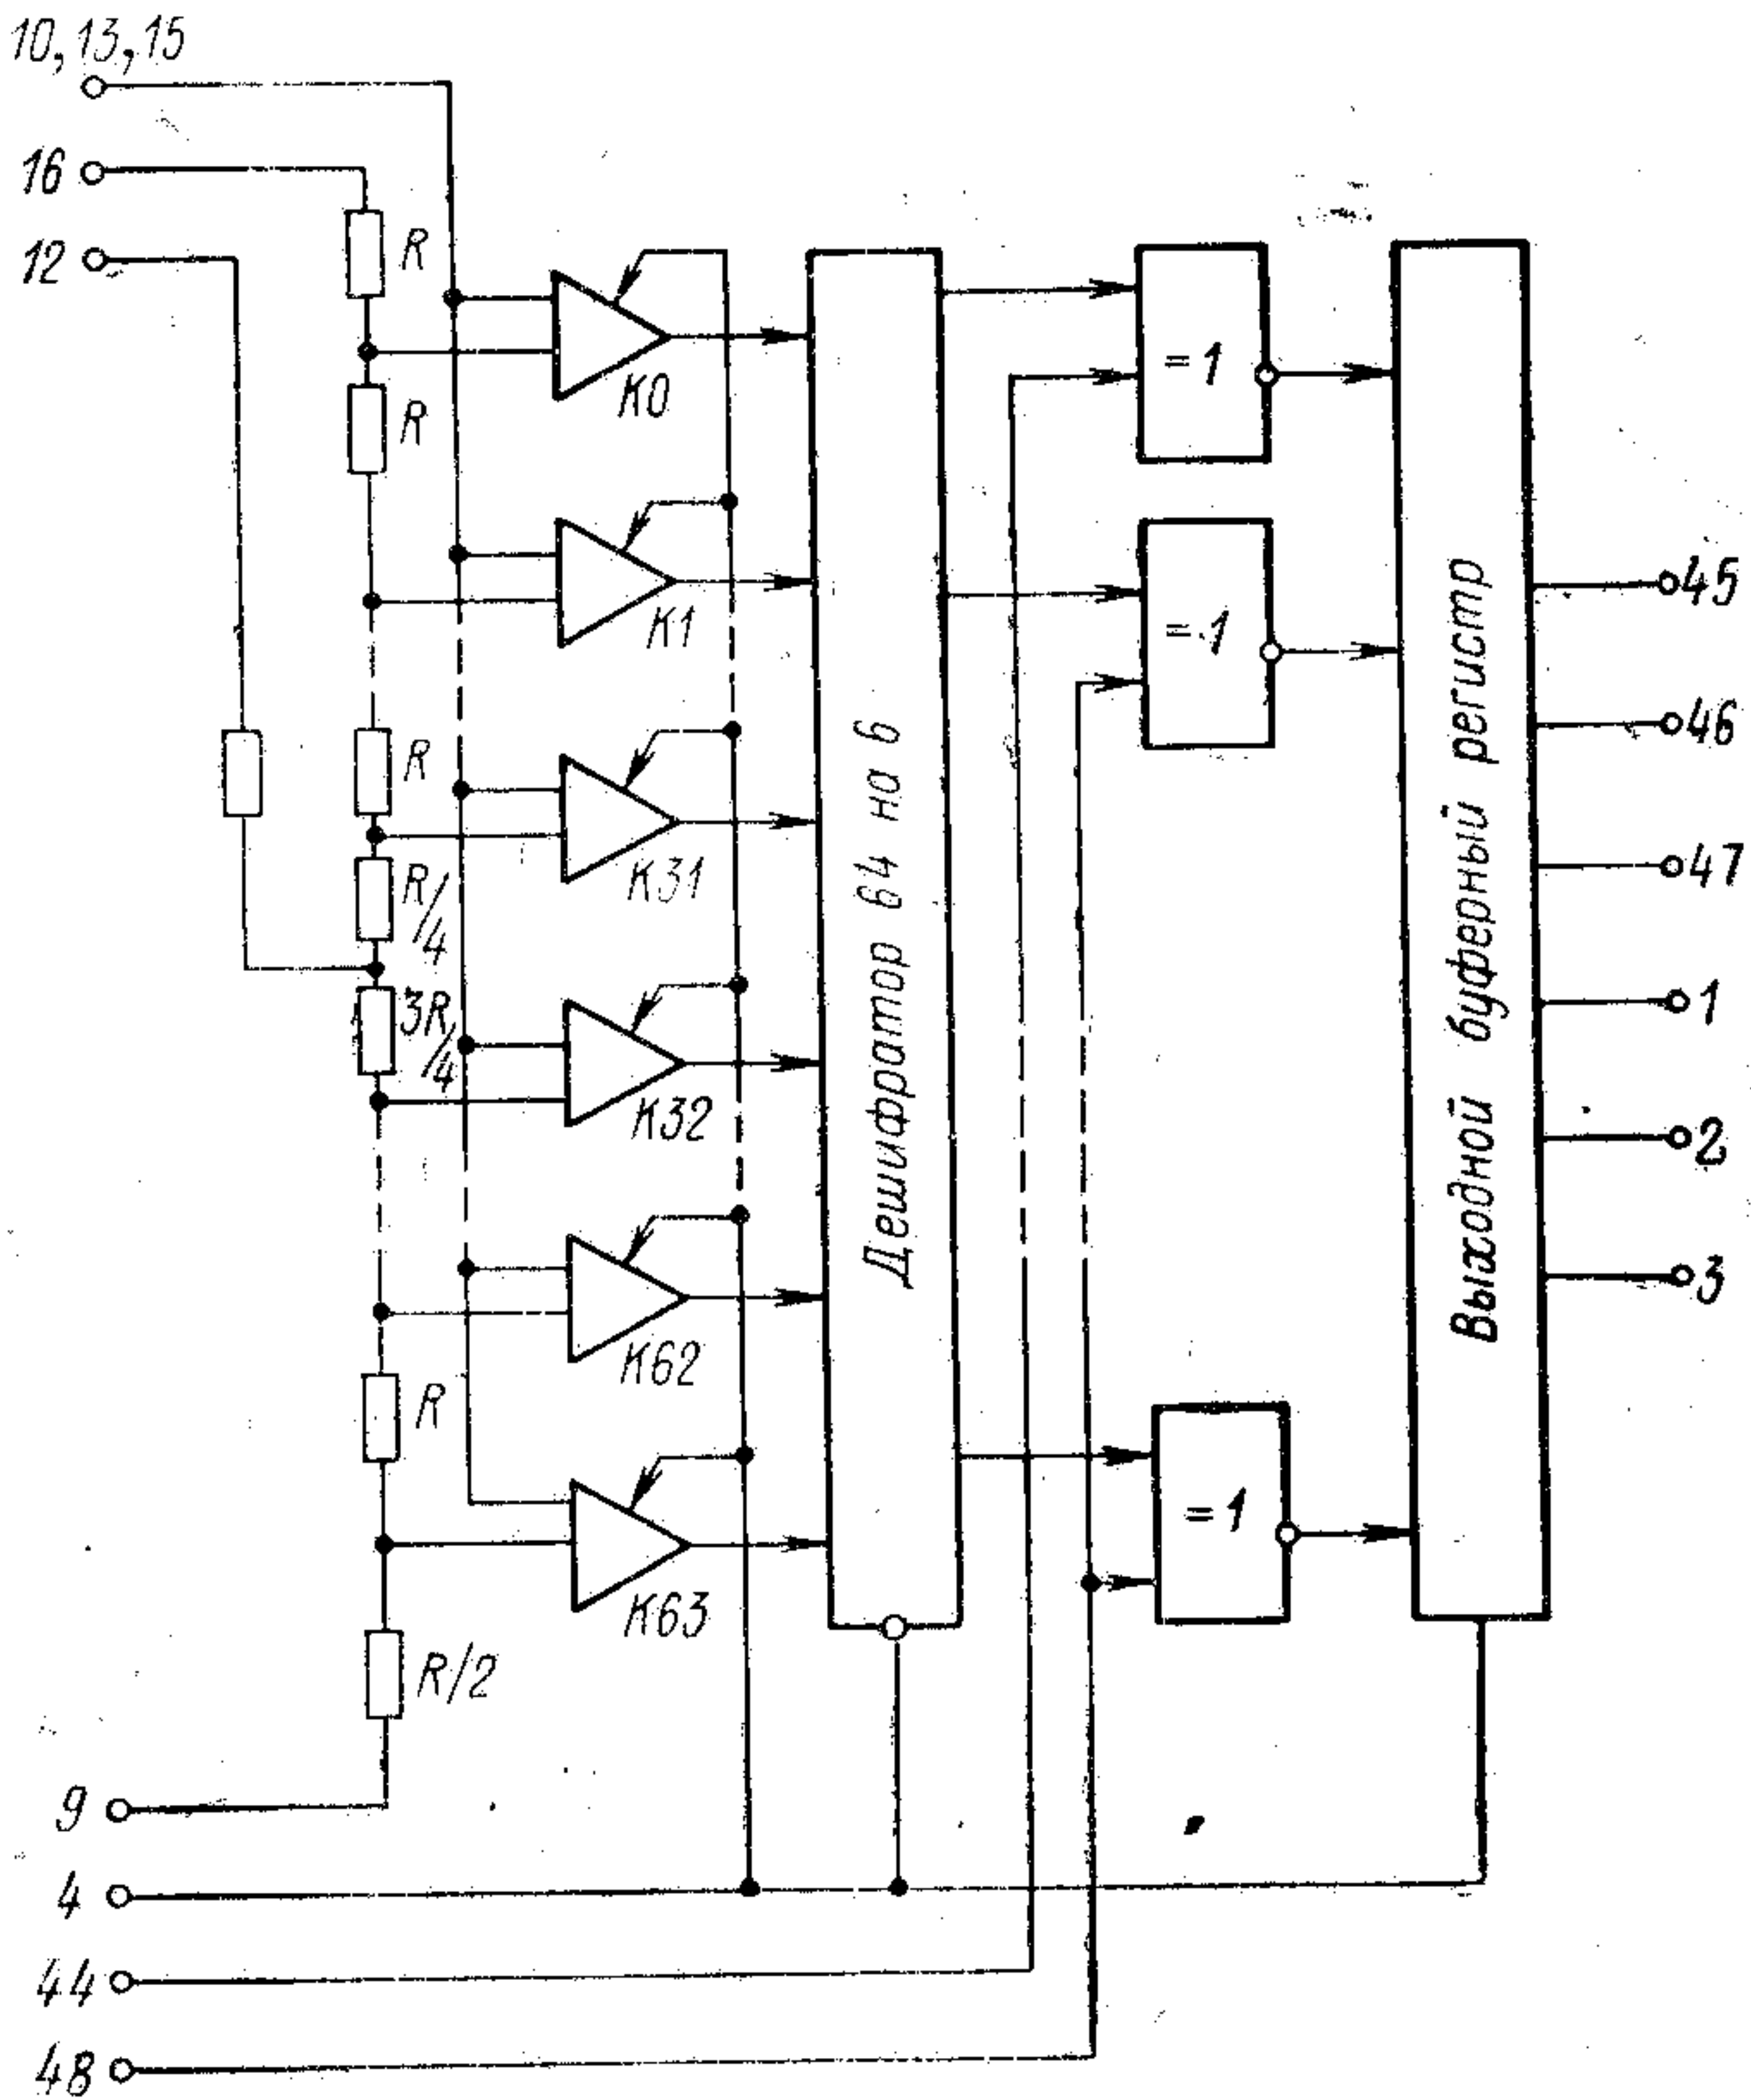 10, 13, 15
16
12
R
R
R
R/4
3R/4
R
R/2
K0
K1
K31
K32
K62
K63
Дешифратор 64 на 6
=1
=1
=1
Выходной буферный регистр
45
46
47
1
2
3
9
4
44
48